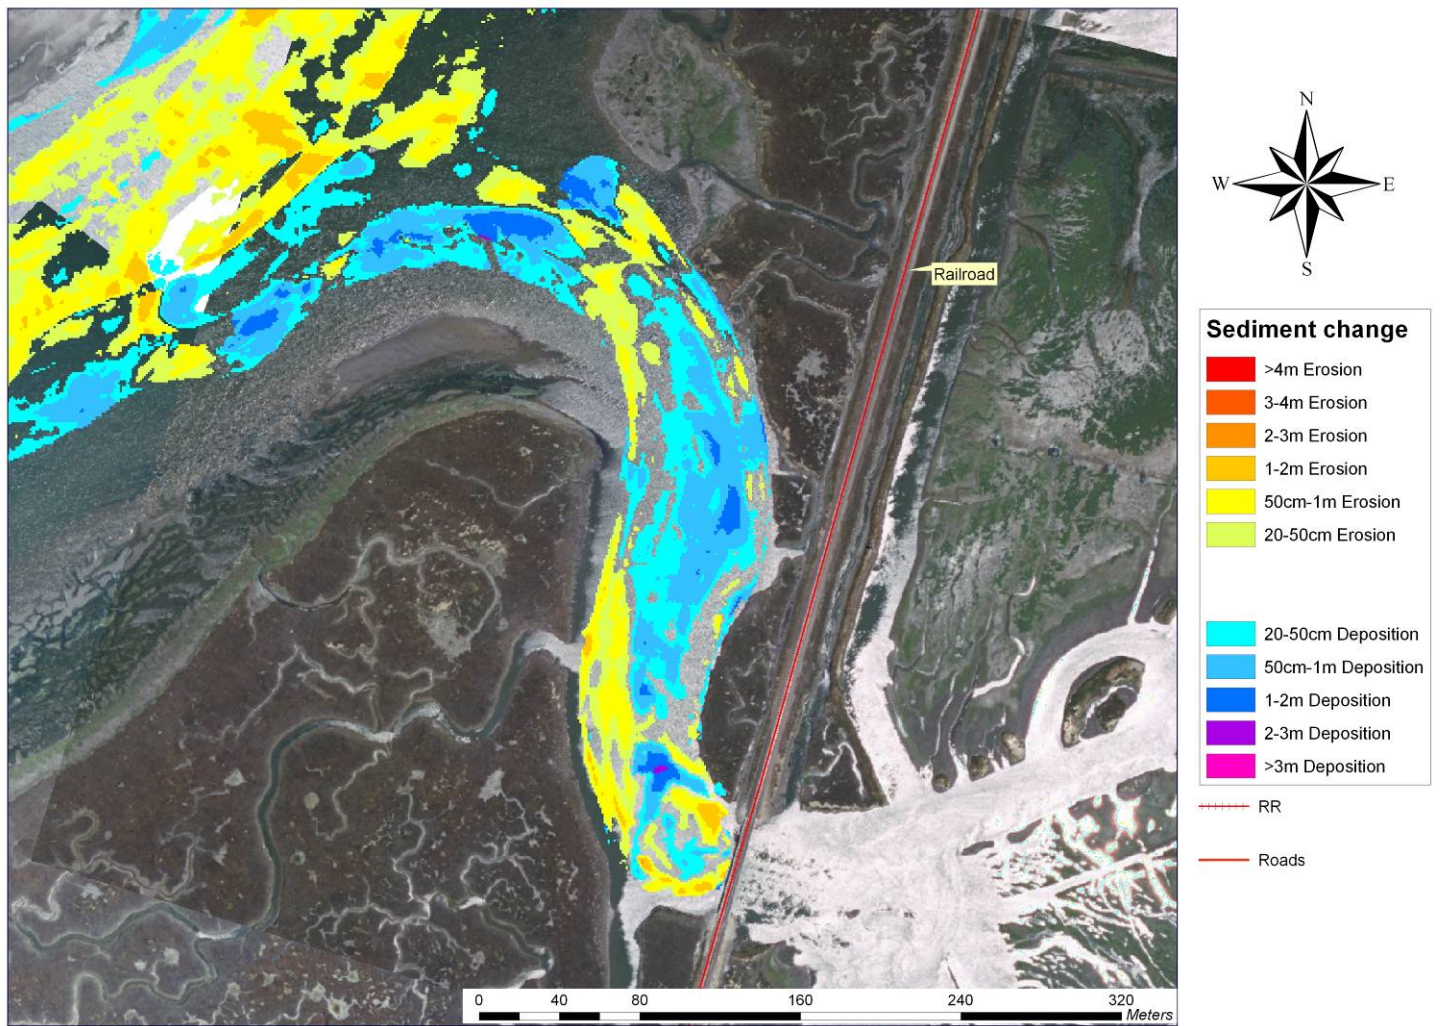 Railroad
N
W
E
S
Sediment change
>4m Erosion
3-4m Erosion
2-3m Erosion
1-2m Erosion
50cm-1m Erosion
20-50cm Erosion
20-50cm Deposition
50cm-1m Deposition
1-2m Deposition
2-3m Deposition
>3m Deposition
RR
Roads
0 40 80 160 240 320
Meters